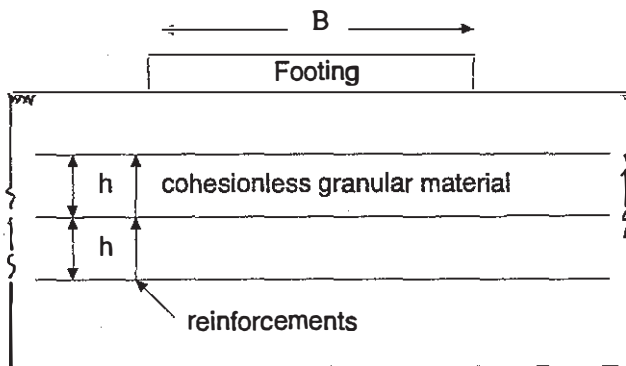 B
Footing
h
cohesionless granular material
h
reinforcements